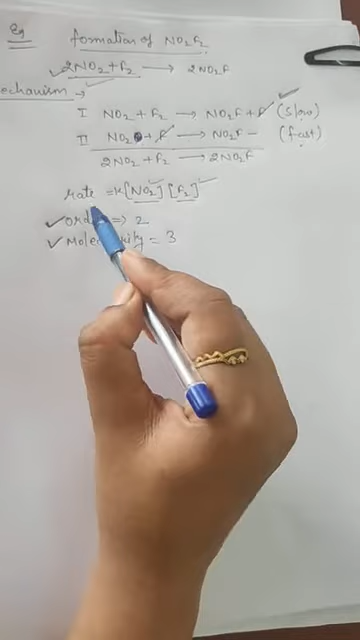 Eg formation of NO2F2
2NO2 + F2 → 2NO2F
echanism →
I NO2 + F2 → NO2F + F (Slow)
II NO2 + F → NO2F - (fast)
2NO2 + F2 → 2NO2F
rate = K[NO2][F2]
✓ Order ⇒ 2
✓ Molecularity = 3